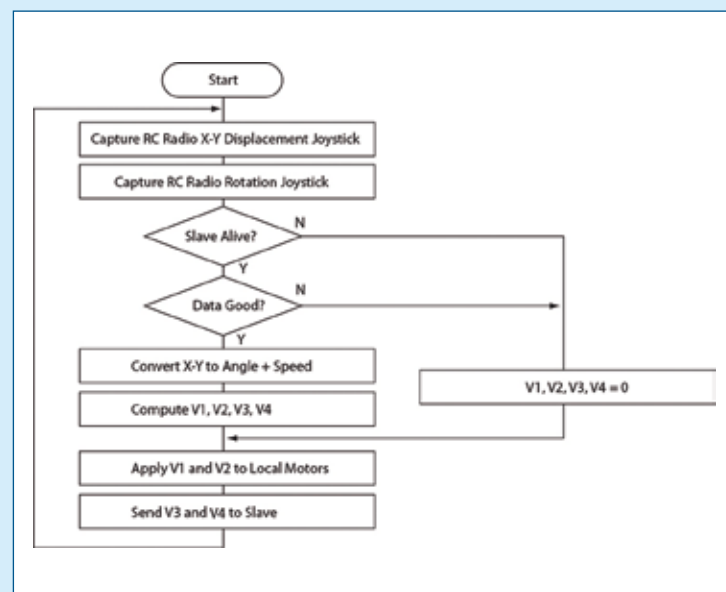 Start
Capture RC Radio X-Y Displacement Joystick
Capture RC Radio Rotation Joystick
N
Slave Alive?
Y
N
Data Good?
Y
Convert X-Y to Angle + Speed
V1, V2, V3, V4 = 0
Compute V1, V2, V3, V4
Apply V1 and V2 to Local Motors
Send V3 and V4 to Slave